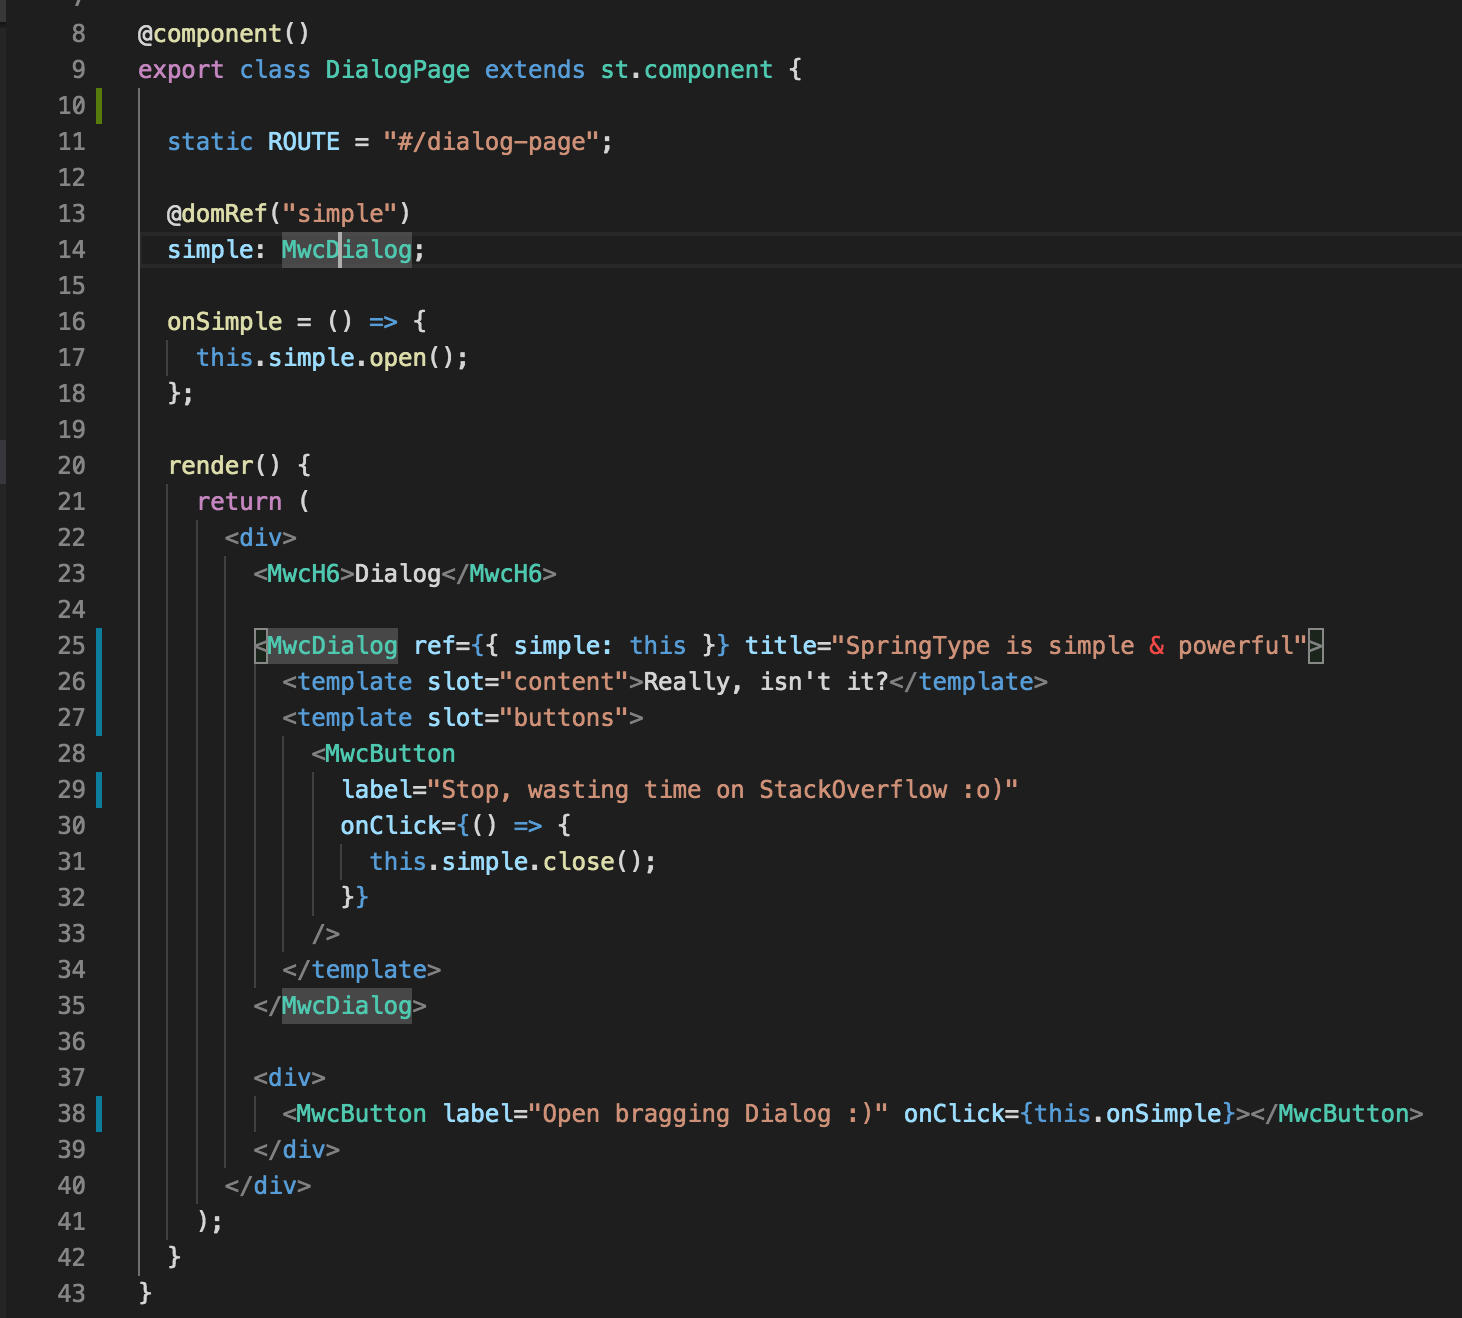 8 @component()
9 export class DialogPage extends st.component {
10
11 static ROUTE = "#/dialog-page";
12
13 @domRef("simple")
14 simple: MwcDialog;
15
16 onSimple = () => {
17 this.simple.open();
18 };
19
20 render() {
21 return (
22 <div>
23 <MwcH6>Dialog</MwcH6>
24
25 <MwcDialog ref={{ simple: this }} title="SpringType is simple & powerful">
26 <template slot="content">Really, isn't it?</template>
27 <template slot="buttons">
28 <MwcButton
29 label="Stop, wasting time on StackOverflow :o)"
30 onClick={() => {
31 this.simple.close();
32 }}
33 />
34 </template>
35 </MwcDialog>
36
37 <div>
38 <MwcButton label="Open bragging Dialog :)" onClick={this.onSimple}></MwcButton>
39 </div>
40 </div>
41 );
42 }
43 }